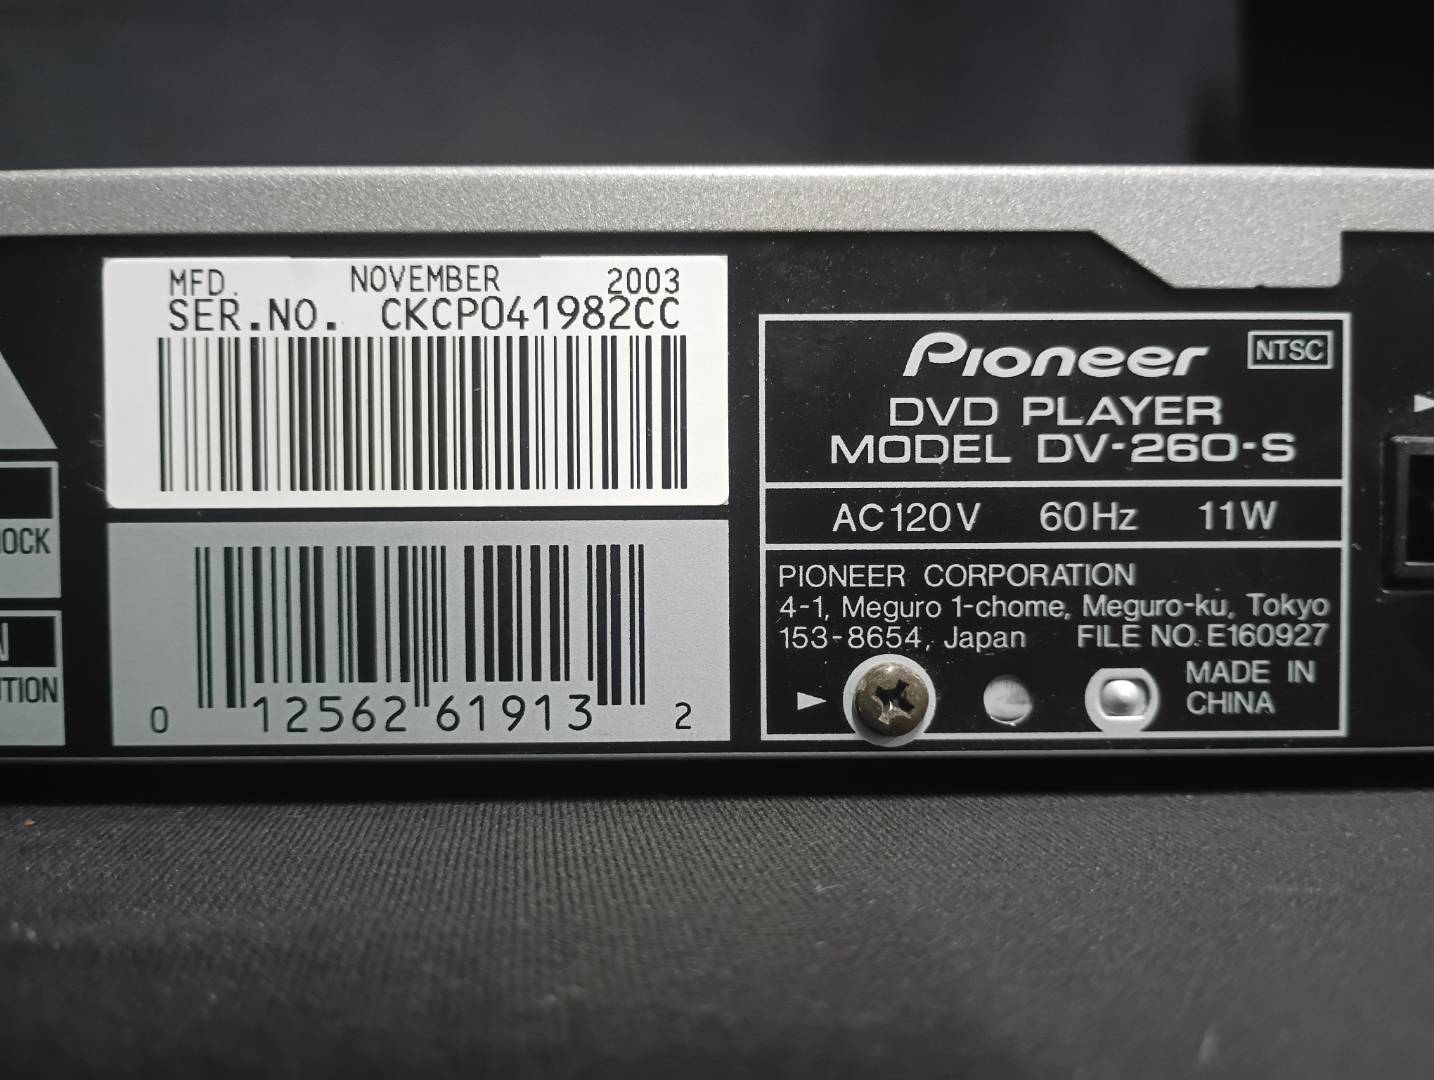 MFD. NOVEMBER 2003
SER.NO. CKCP041982CC
0 12562 61913 2
Pioneer NTSC
DVD PLAYER
MODEL DV-260-S
AC120V 60Hz 11W
PIONEER CORPORATION
4-1, Meguro 1-chome, Meguro-ku, Tokyo
153-8654, Japan FILE NO. E160927
MADE IN
CHINA
OCK
TION